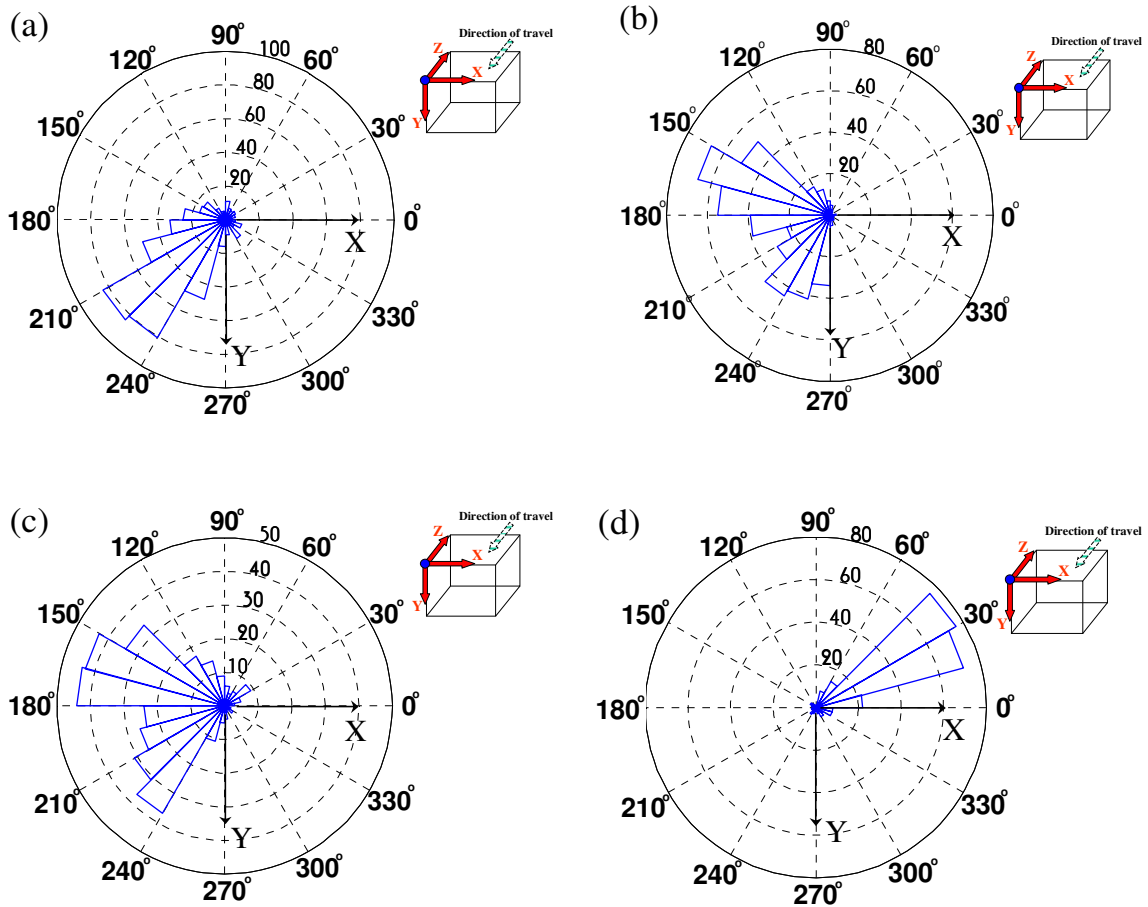 (a)
90°
100
120°
60°
80
60
150°
40
30°
20
180°
0°
X
210°
330°
Y
240°
300°
270°
Direction of travel
Z
X
Y
(b)
90°
80
120°
60°
60
150°
40
30°
20
180°
0°
X
210°
330°
Y
240°
300°
270°
Direction of travel
Z
X
Y
(c)
90°
50
120°
60°
40
150°
30
30°
20
10
180°
0°
X
210°
330°
Y
240°
300°
270°
Direction of travel
Z
X
Y
(d)
90°
80
120°
60°
60
150°
40
30°
20
180°
0°
X
210°
330°
Y
240°
300°
270°
Direction of travel
Z
X
Y